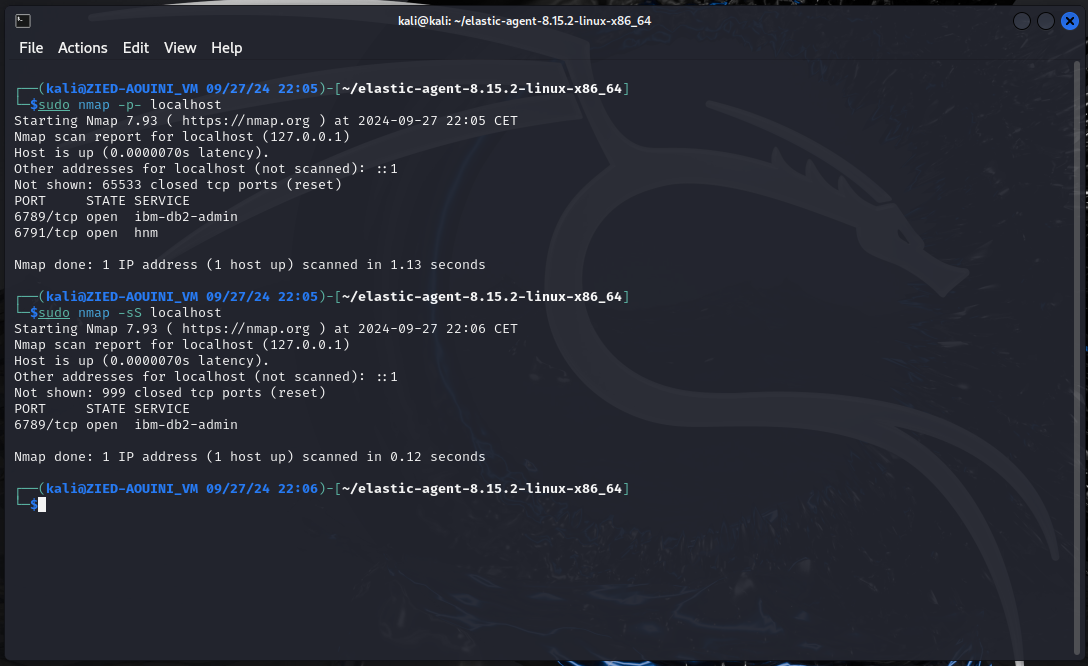 kali@kali: ~/elastic-agent-8.15.2-linux-x86_64
File Actions Edit View Help
┌──(kali@ZIED-AOUINI_VM 09/27/24 22:05)-[~/elastic-agent-8.15.2-linux-x86_64]
└─$sudo nmap -p- localhost
Starting Nmap 7.93 ( https://nmap.org ) at 2024-09-27 22:05 CET
Nmap scan report for localhost (127.0.0.1)
Host is up (0.0000070s latency).
Other addresses for localhost (not scanned): ::1
Not shown: 65533 closed tcp ports (reset)
PORT     STATE SERVICE
6789/tcp open  ibm-db2-admin
6791/tcp open  hnm
Nmap done: 1 IP address (1 host up) scanned in 1.13 seconds
┌──(kali@ZIED-AOUINI_VM 09/27/24 22:05)-[~/elastic-agent-8.15.2-linux-x86_64]
└─$sudo nmap -sS localhost
Starting Nmap 7.93 ( https://nmap.org ) at 2024-09-27 22:06 CET
Nmap scan report for localhost (127.0.0.1)
Host is up (0.0000070s latency).
Other addresses for localhost (not scanned): ::1
Not shown: 999 closed tcp ports (reset)
PORT     STATE SERVICE
6789/tcp open  ibm-db2-admin
Nmap done: 1 IP address (1 host up) scanned in 0.12 seconds
┌──(kali@ZIED-AOUINI_VM 09/27/24 22:06)-[~/elastic-agent-8.15.2-linux-x86_64]
└─$